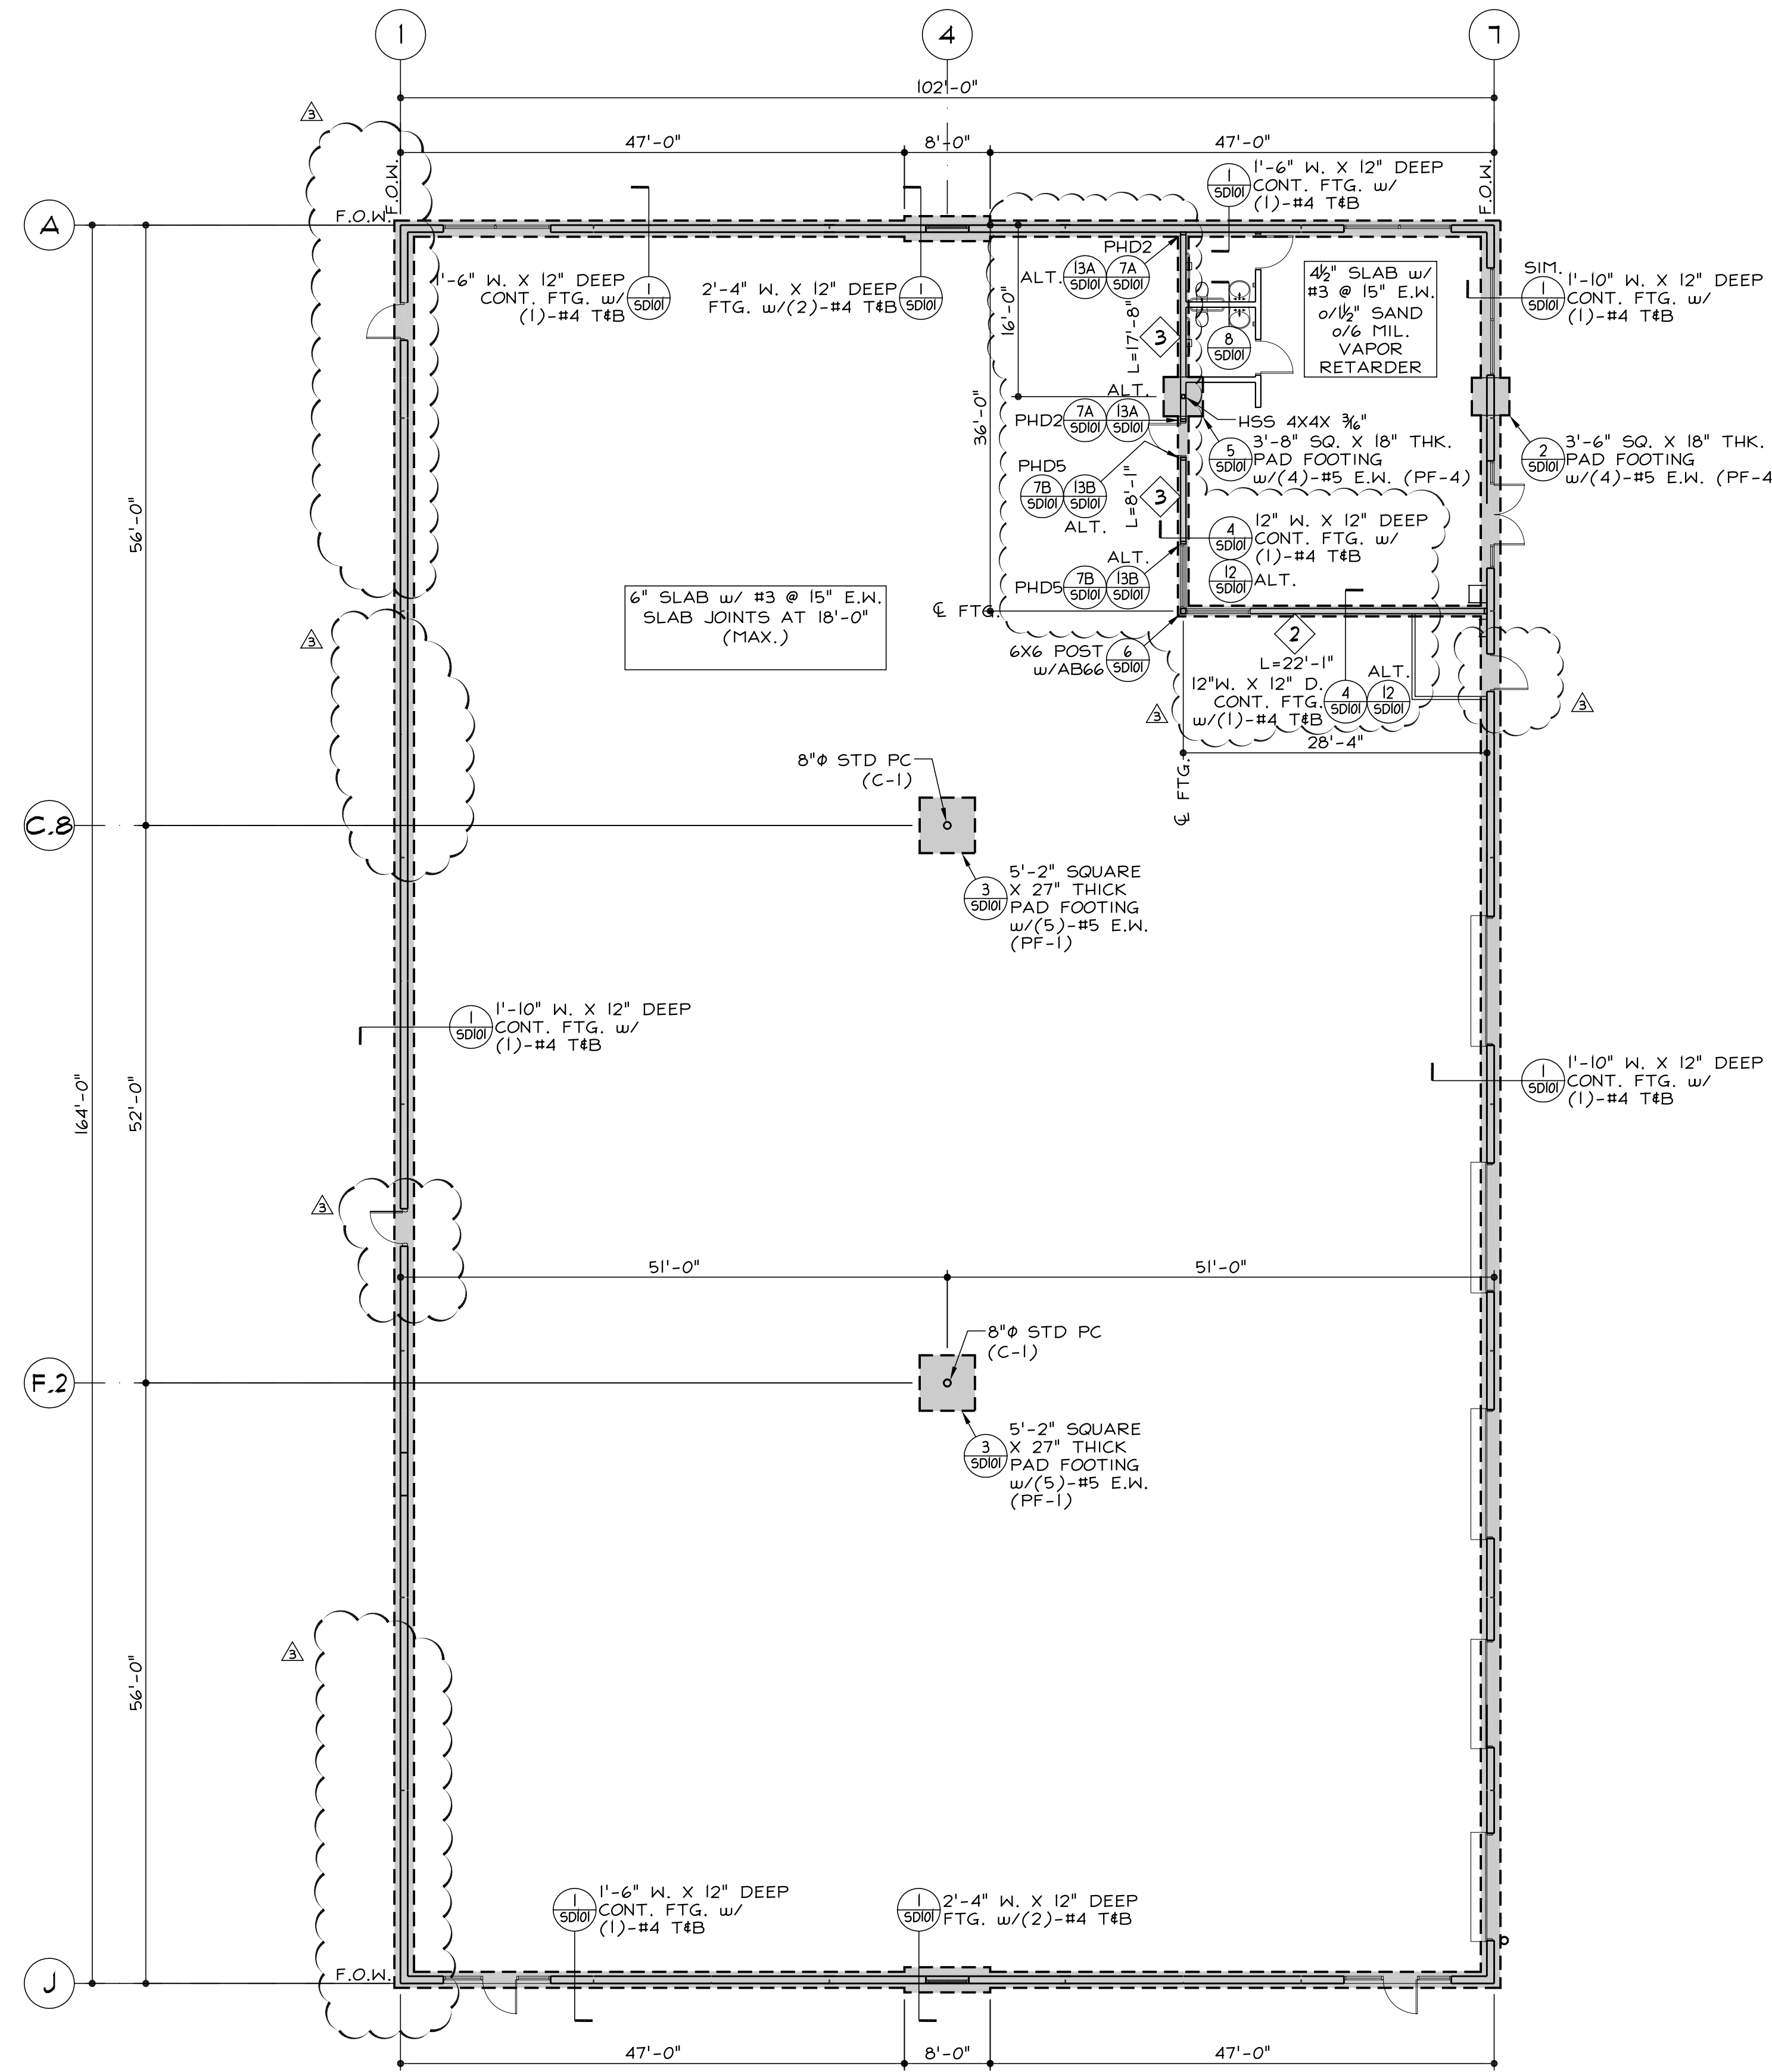 1
4
7
102'-0"
3
47'-0"
8'-0"
47'-0"
F.O.W.
F.O.W.
1
SD101
1'-6" W. X 12" DEEP
CONT. FTG. w/
(1)-#4 T&B
A
F.O.W.
1'-6" W. X 12" DEEP
CONT. FTG. w/
(1)-#4 T&B
1
SD101
2'-4" W. X 12" DEEP
FTG. w/(2)-#4 T&B
1
SD101
PHD2
ALT.
13A
SD101
7A
SD101
16'-0"
L=17'-8"
3
8
SD101
4½" SLAB w/
#3 @ 15" E.W.
o/1½" SAND
o/6 MIL.
VAPOR
RETARDER
SIM.
1
SD101
1'-10" W. X 12" DEEP
CONT. FTG. w/
(1)-#4 T&B
36'-0"
ALT.
PHD2
7A
SD101
13A
SD101
HSS 4X4X 3/16"
5
SD101
3'-8" SQ. X 18" THK.
PAD FOOTING
w/(4)-#5 E.W. (PF-4)
2
SD101
3'-6" SQ. X 18" THK.
PAD FOOTING
w/(4)-#5 E.W. (PF-4
PHD5
7B
SD101
13B
SD101
ALT.
L=8'-1"
3
4
SD101
12" W. X 12" DEEP
CONT. FTG. w/
(1)-#4 T&B
12
SD101
ALT.
56'-0"
ALT.
PHD5
7B
SD101
13B
SD101
6" SLAB w/ #3 @ 15" E.W.
SLAB JOINTS AT 18'-0"
(MAX.)
℄ FTG.
3
6X6 POST
w/AB66
6
SD101
2
L=22'-1"
12"W. X 12" D.
CONT. FTG.
w/(1)-#4 T&B
4
SD101
ALT.
12
SD101
3
3
28'-4"
℄ FTG.
8"Φ STD PC
(C-1)
C.8
3
SD101
5'-2" SQUARE
X 27" THICK
PAD FOOTING
w/(5)-#5 E.W.
(PF-1)
1
SD101
1'-10" W. X 12" DEEP
CONT. FTG. w/
(1)-#4 T&B
1
SD101
1'-10" W. X 12" DEEP
CONT. FTG. w/
(1)-#4 T&B
164'-0"
52'-0"
3
51'-0"
51'-0"
8"Φ STD PC
(C-1)
F.2
3
SD101
5'-2" SQUARE
X 27" THICK
PAD FOOTING
w/(5)-#5 E.W.
(PF-1)
3
56'-0"
1
SD101
1'-6" W. X 12" DEEP
CONT. FTG. w/
(1)-#4 T&B
1
SD101
2'-4" W. X 12" DEEP
FTG. w/(2)-#4 T&B
J
F.O.W.
47'-0"
8'-0"
47'-0"